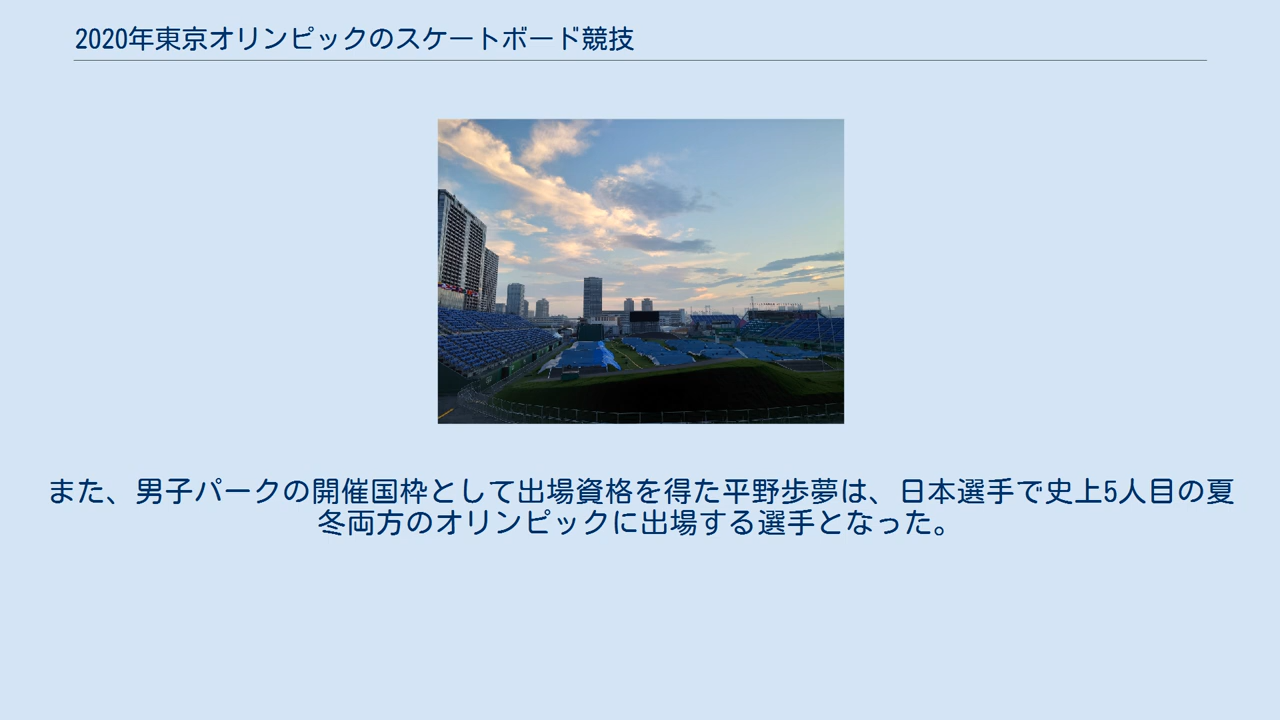 2020年東京オリンピックのスケートボード競技
また、男子パークの開催国枠として出場資格を得た平野歩夢は、日本選手で史上5人目の夏
冬両方のオリンピックに出場する選手となった。